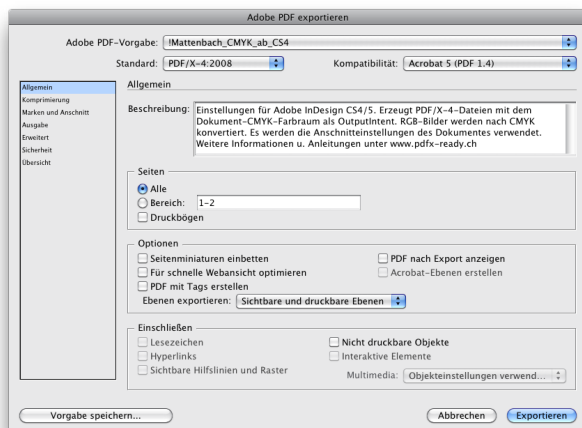 Adobe PDF exportieren
Adobe PDF-Vorgabe: !Mattenbach_CMYK_ab_CS4
Standard: PDF/X-4:2008 Kompatibilität: Acrobat 5 (PDF 1.4)
Allgemein
Komprimierung
Marken und Anschnitt
Ausgabe
Erweitert
Sicherheit
Übersicht
Allgemein
Beschreibung: Einstellungen für Adobe InDesign CS4/5. Erzeugt PDF/X-4-Dateien mit dem
Dokument-CMYK-Farbraum als OutputIntent. RGB-Bilder werden nach CMYK
konvertiert. Es werden die Anschnitteinstellungen des Dokumentes verwendet.
Weitere Informationen u. Anleitungen unter www.pdfx-ready.ch
Seiten
Alle
Bereich: 1-2
Druckbögen
Optionen
Seitenminiaturen einbetten PDF nach Export anzeigen
Für schnelle Webansicht optimieren Acrobat-Ebenen erstellen
PDF mit Tags erstellen
Ebenen exportieren: Sichtbare und druckbare Ebenen
Einschließen
Lesezeichen Nicht druckbare Objekte
Hyperlinks Interaktive Elemente
Sichtbare Hilfslinien und Raster Multimedia: Objekteinstellungen verwend...
Vorgabe speichern... Abbrechen Exportieren